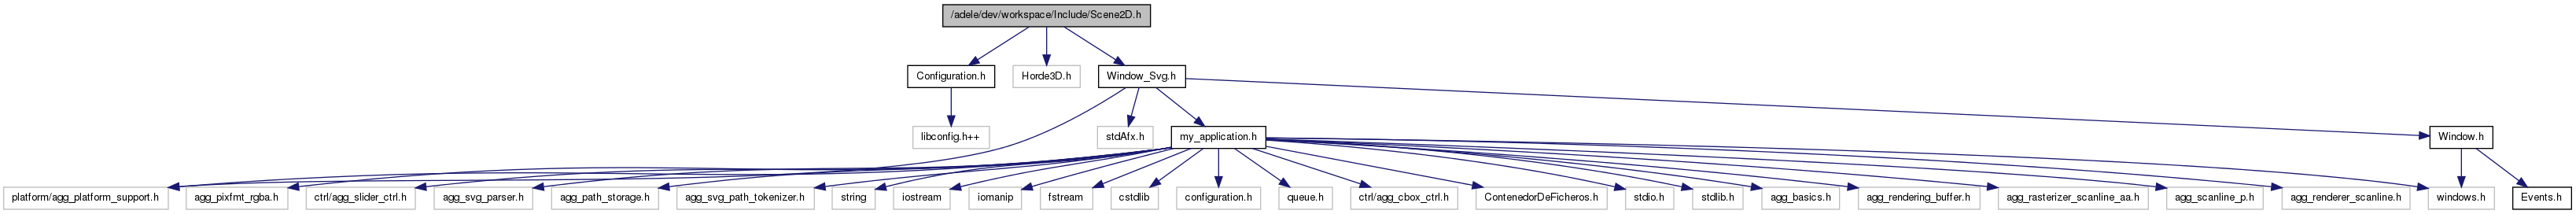 /adele/dev/workspace/Include/Scene2D.h
Configuration.h
Horde3D.h
Window_Svg.h
libconfig.h++
stdAfx.h
my_application.h
Window.h
platform/agg_platform_support.h
agg_pixfmt_rgba.h
ctrl/agg_slider_ctrl.h
agg_svg_parser.h
agg_path_storage.h
agg_svg_path_tokenizer.h
string
iostream
iomanip
fstream
cstdlib
configuration.h
queue.h
ctrl/agg_cbox_ctrl.h
ContenedorDeFicheros.h
stdio.h
stdlib.h
agg_basics.h
agg_rendering_buffer.h
agg_rasterizer_scanline_aa.h
agg_scanline_p.h
agg_renderer_scanline.h
windows.h
Events.h